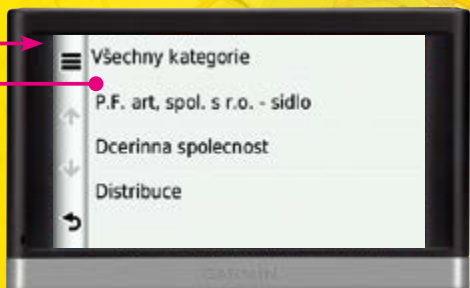 Všechny kategorie
P.F. art, spol. s r.o. - sídlo
Dcerinna spolecnost
Distribuce
GARMIN